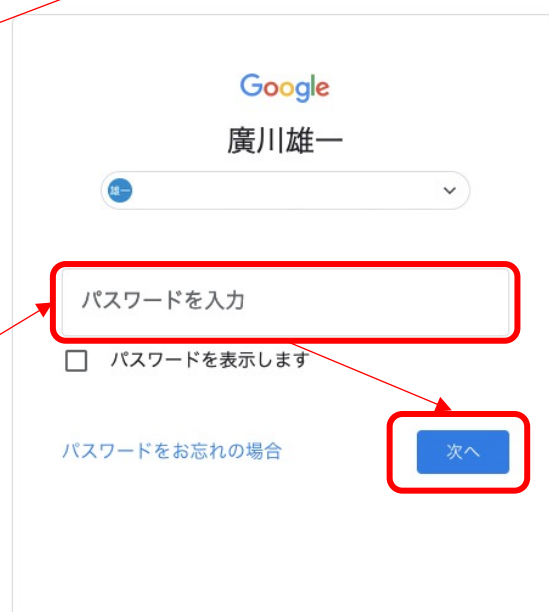 Google
廣川雄一
雄一
パスワードを入力
パスワードを表示します
パスワードをお忘れの場合
次へ